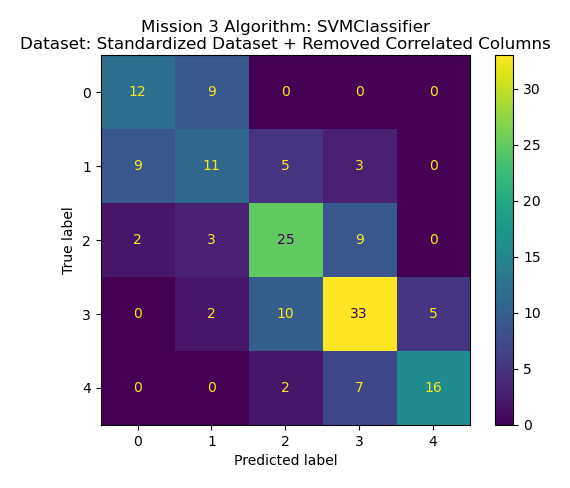 Mission 3 Algorithm: SVMClassifier
Dataset: Standardized Dataset + Removed Correlated Columns
0 12 9 0 0 0
1 9 11 5 3 0
2 2 3 25 9 0
3 0 2 10 33 5
4 0 0 2 7 16
0 1 2 3 4
True label
Predicted label
30
25
20
15
10
5
0